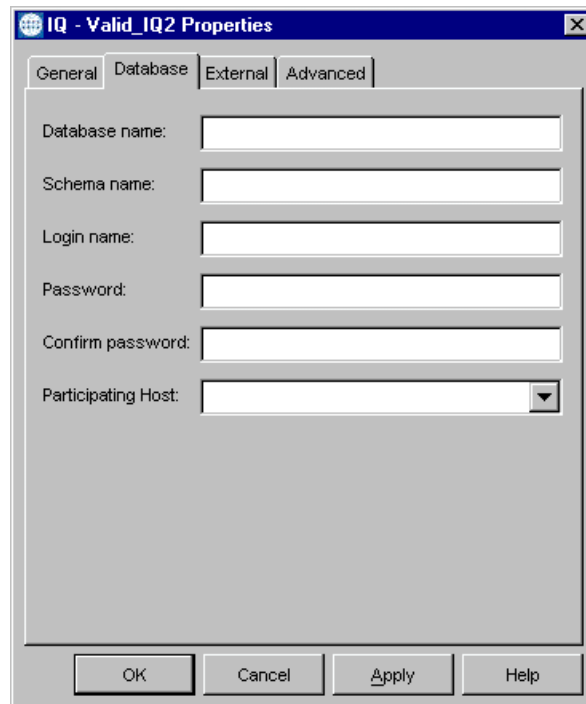 IQ - Valid_IQ2 Properties
General Database External Advanced
Database name:
Schema name:
Login name:
Password:
Confirm password:
Participating Host:
OK Cancel Apply Help